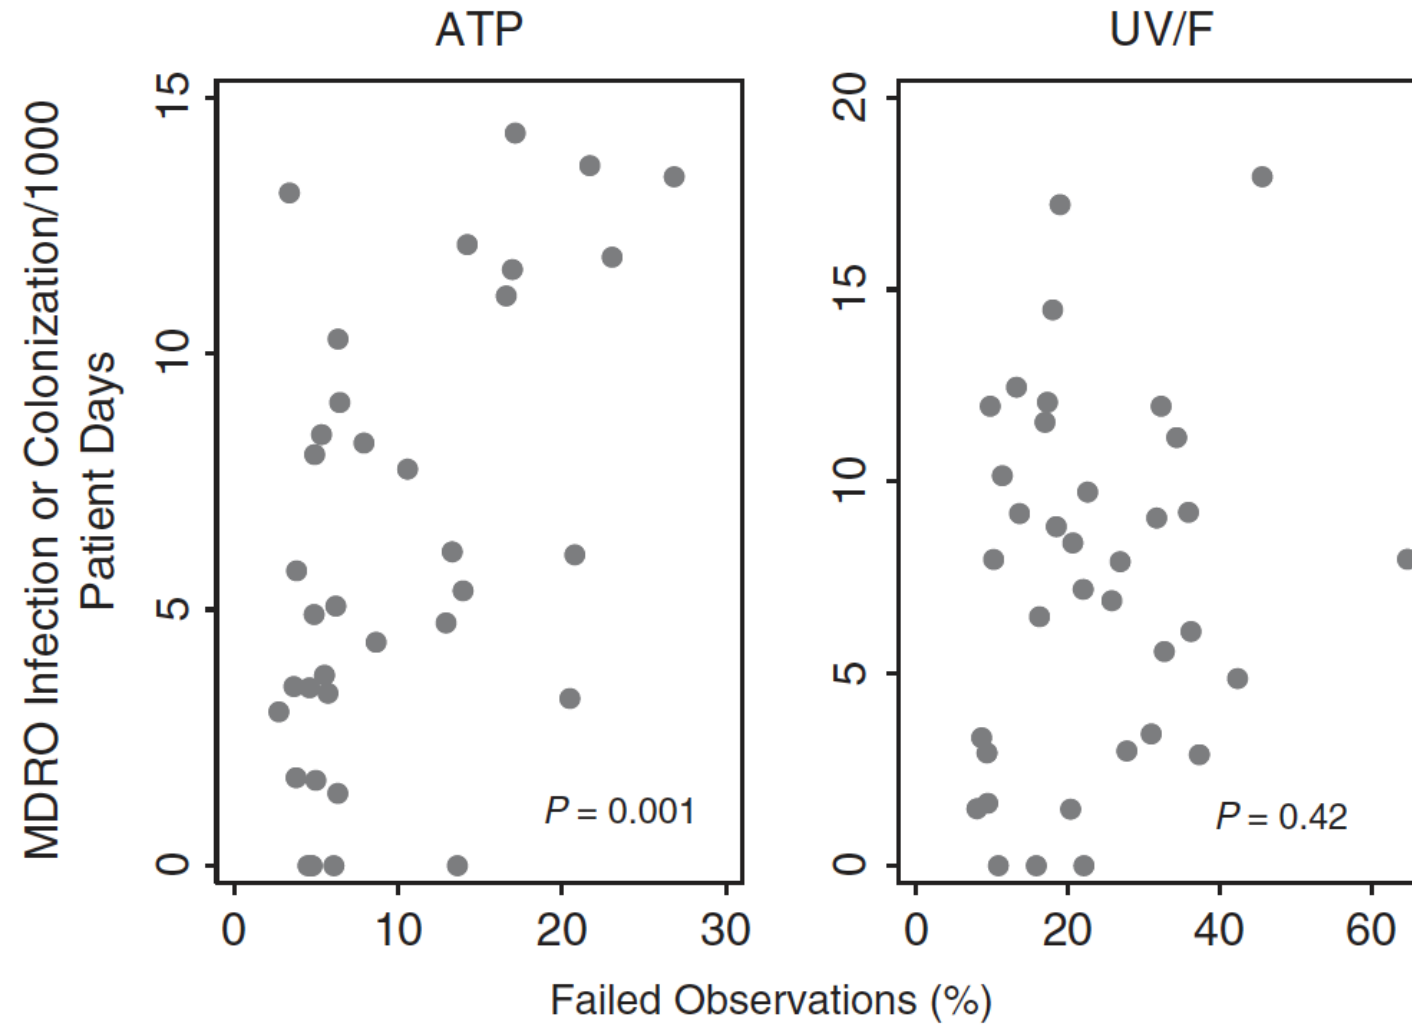 ATP
UV/F
MDRO Infection or Colonization/1000
Patient Days
15
10
5
0
0
10
20
30
P = 0.001
20
15
10
5
0
0
20
40
60
P = 0.42
Failed Observations (%)